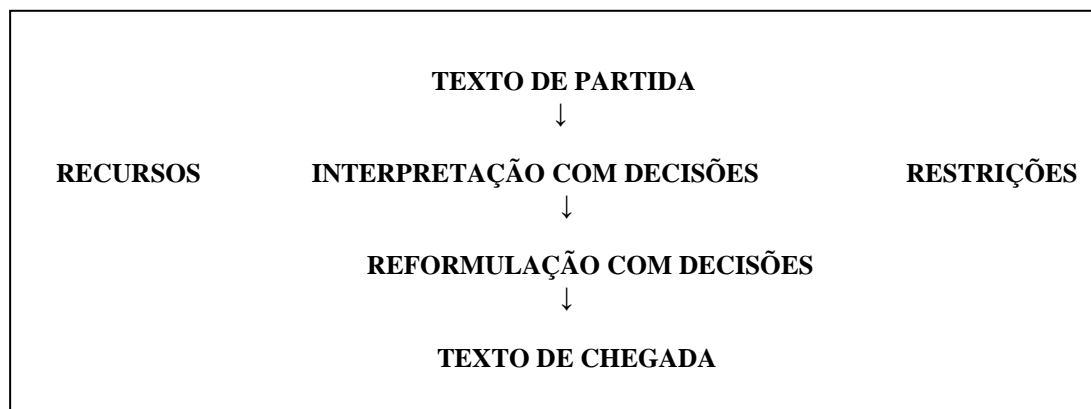 TEXTO DE PARTIDA
↓
RECURSOS INTERPRETAÇÃO COM DECISÕES RESTRIÇÕES
↓
REFORMULAÇÃO COM DECISÕES
↓
TEXTO DE CHEGADA